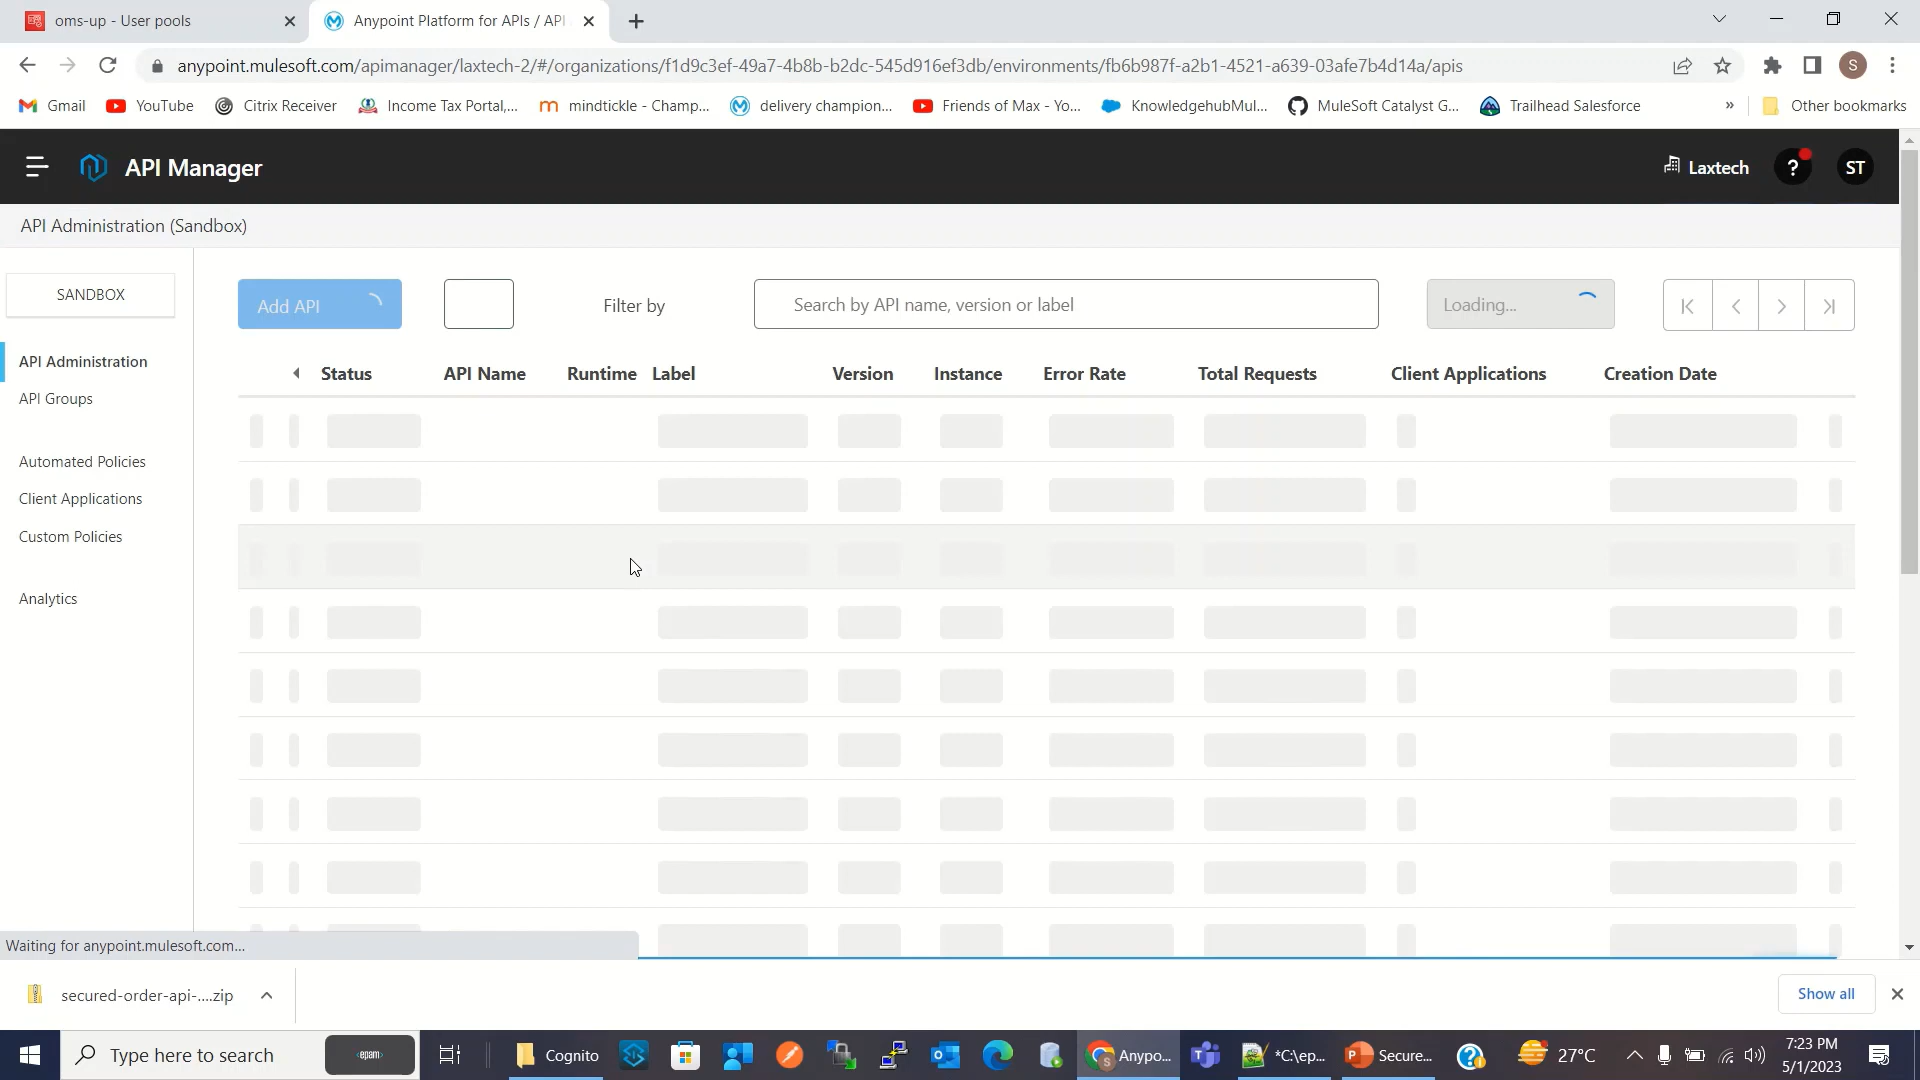 oms-up - User pools
Anypoint Platform for APIs / API
anypoint.mulesoft.com/apimanager/laxtech-2/#/organizations/f1d9c3ef-49a7-4b8b-b2dc-545d916ef3db/environments/fb6b987f-a2b1-4521-a639-03afe7b4d14a/apis
S
Gmail
YouTube
Citrix Receiver
Income Tax Portal,...
mindtickle - Champ...
delivery champion...
Friends of Max - Yo...
KnowledgehubMul...
MuleSoft Catalyst G...
Trailhead Salesforce
»
Other bookmarks
API Manager
Laxtech
?
ST
API Administration (Sandbox)
SANDBOX
API Administration
API Groups
Automated Policies
Client Applications
Custom Policies
Analytics
Add API
Filter by
Search by API name, version or label
Loading...
Status
API Name
Runtime
Label
Version
Instance
Error Rate
Total Requests
Client Applications
Creation Date
Waiting for anypoint.mulesoft.com...
secured-order-api-....zip
Show all
Type here to search
<epam>
Cognito
Anypo...
*C:\ep...
Secure...
27°C
7:23 PM
5/1/2023